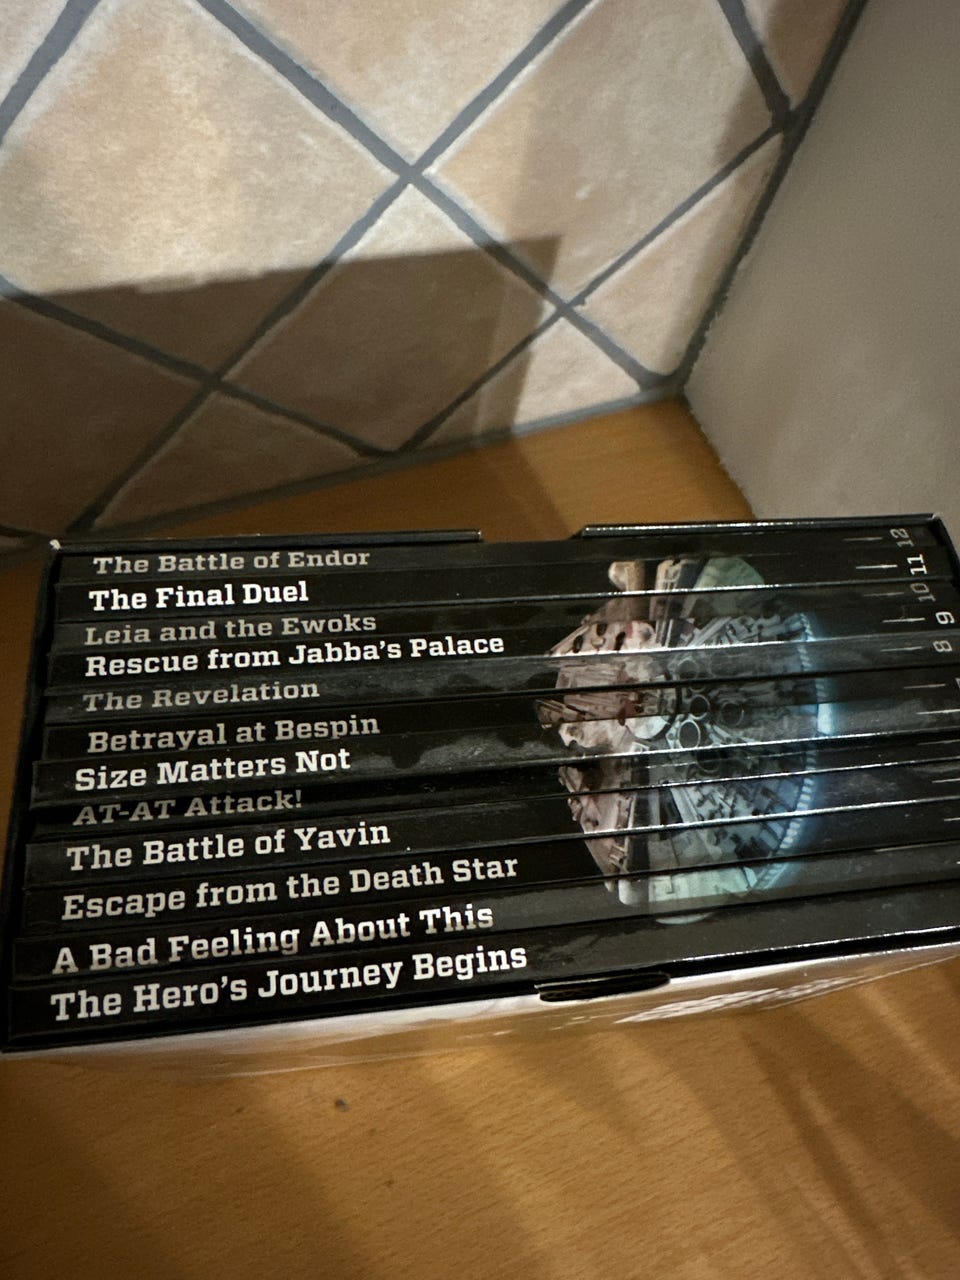 The Battle of Endor 12
The Final Duel 11
Leia and the Ewoks 10
Rescue from Jabba's Palace 9
The Revelation 8
Betrayal at Bespin
Size Matters Not
AT-AT Attack!
The Battle of Yavin
Escape from the Death Star
A Bad Feeling About This
The Hero's Journey Begins